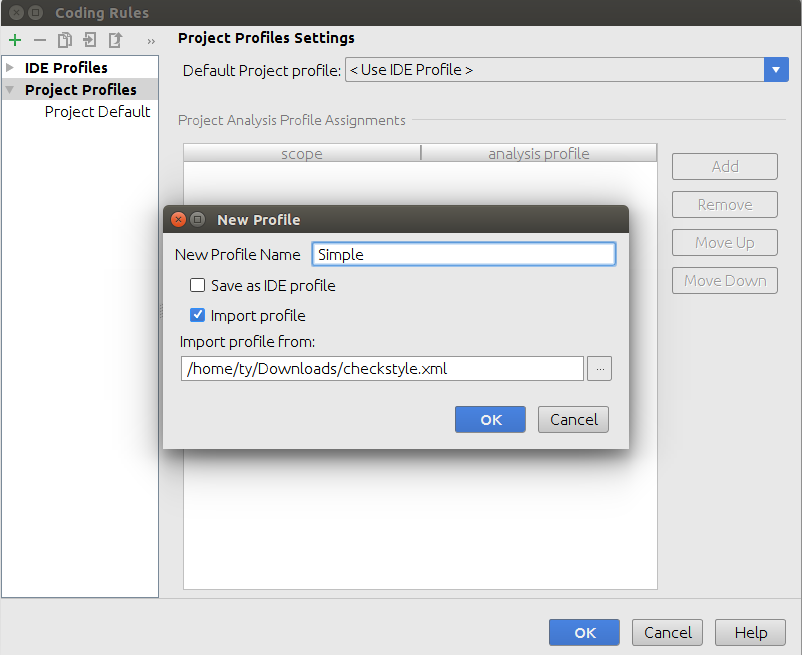 Coding Rules
»
Project Profiles Settings
IDE Profiles
Default Project profile: < Use IDE Profile >
Project Profiles
Project Default
Project Analysis Profile Assignments
scope analysis profile
Add
Remove
Move Up
Move Down
New Profile
New Profile Name Simple
Save as IDE profile
Import profile
Import profile from:
/home/ty/Downloads/checkstyle.xml ...
OK Cancel
OK Cancel Help